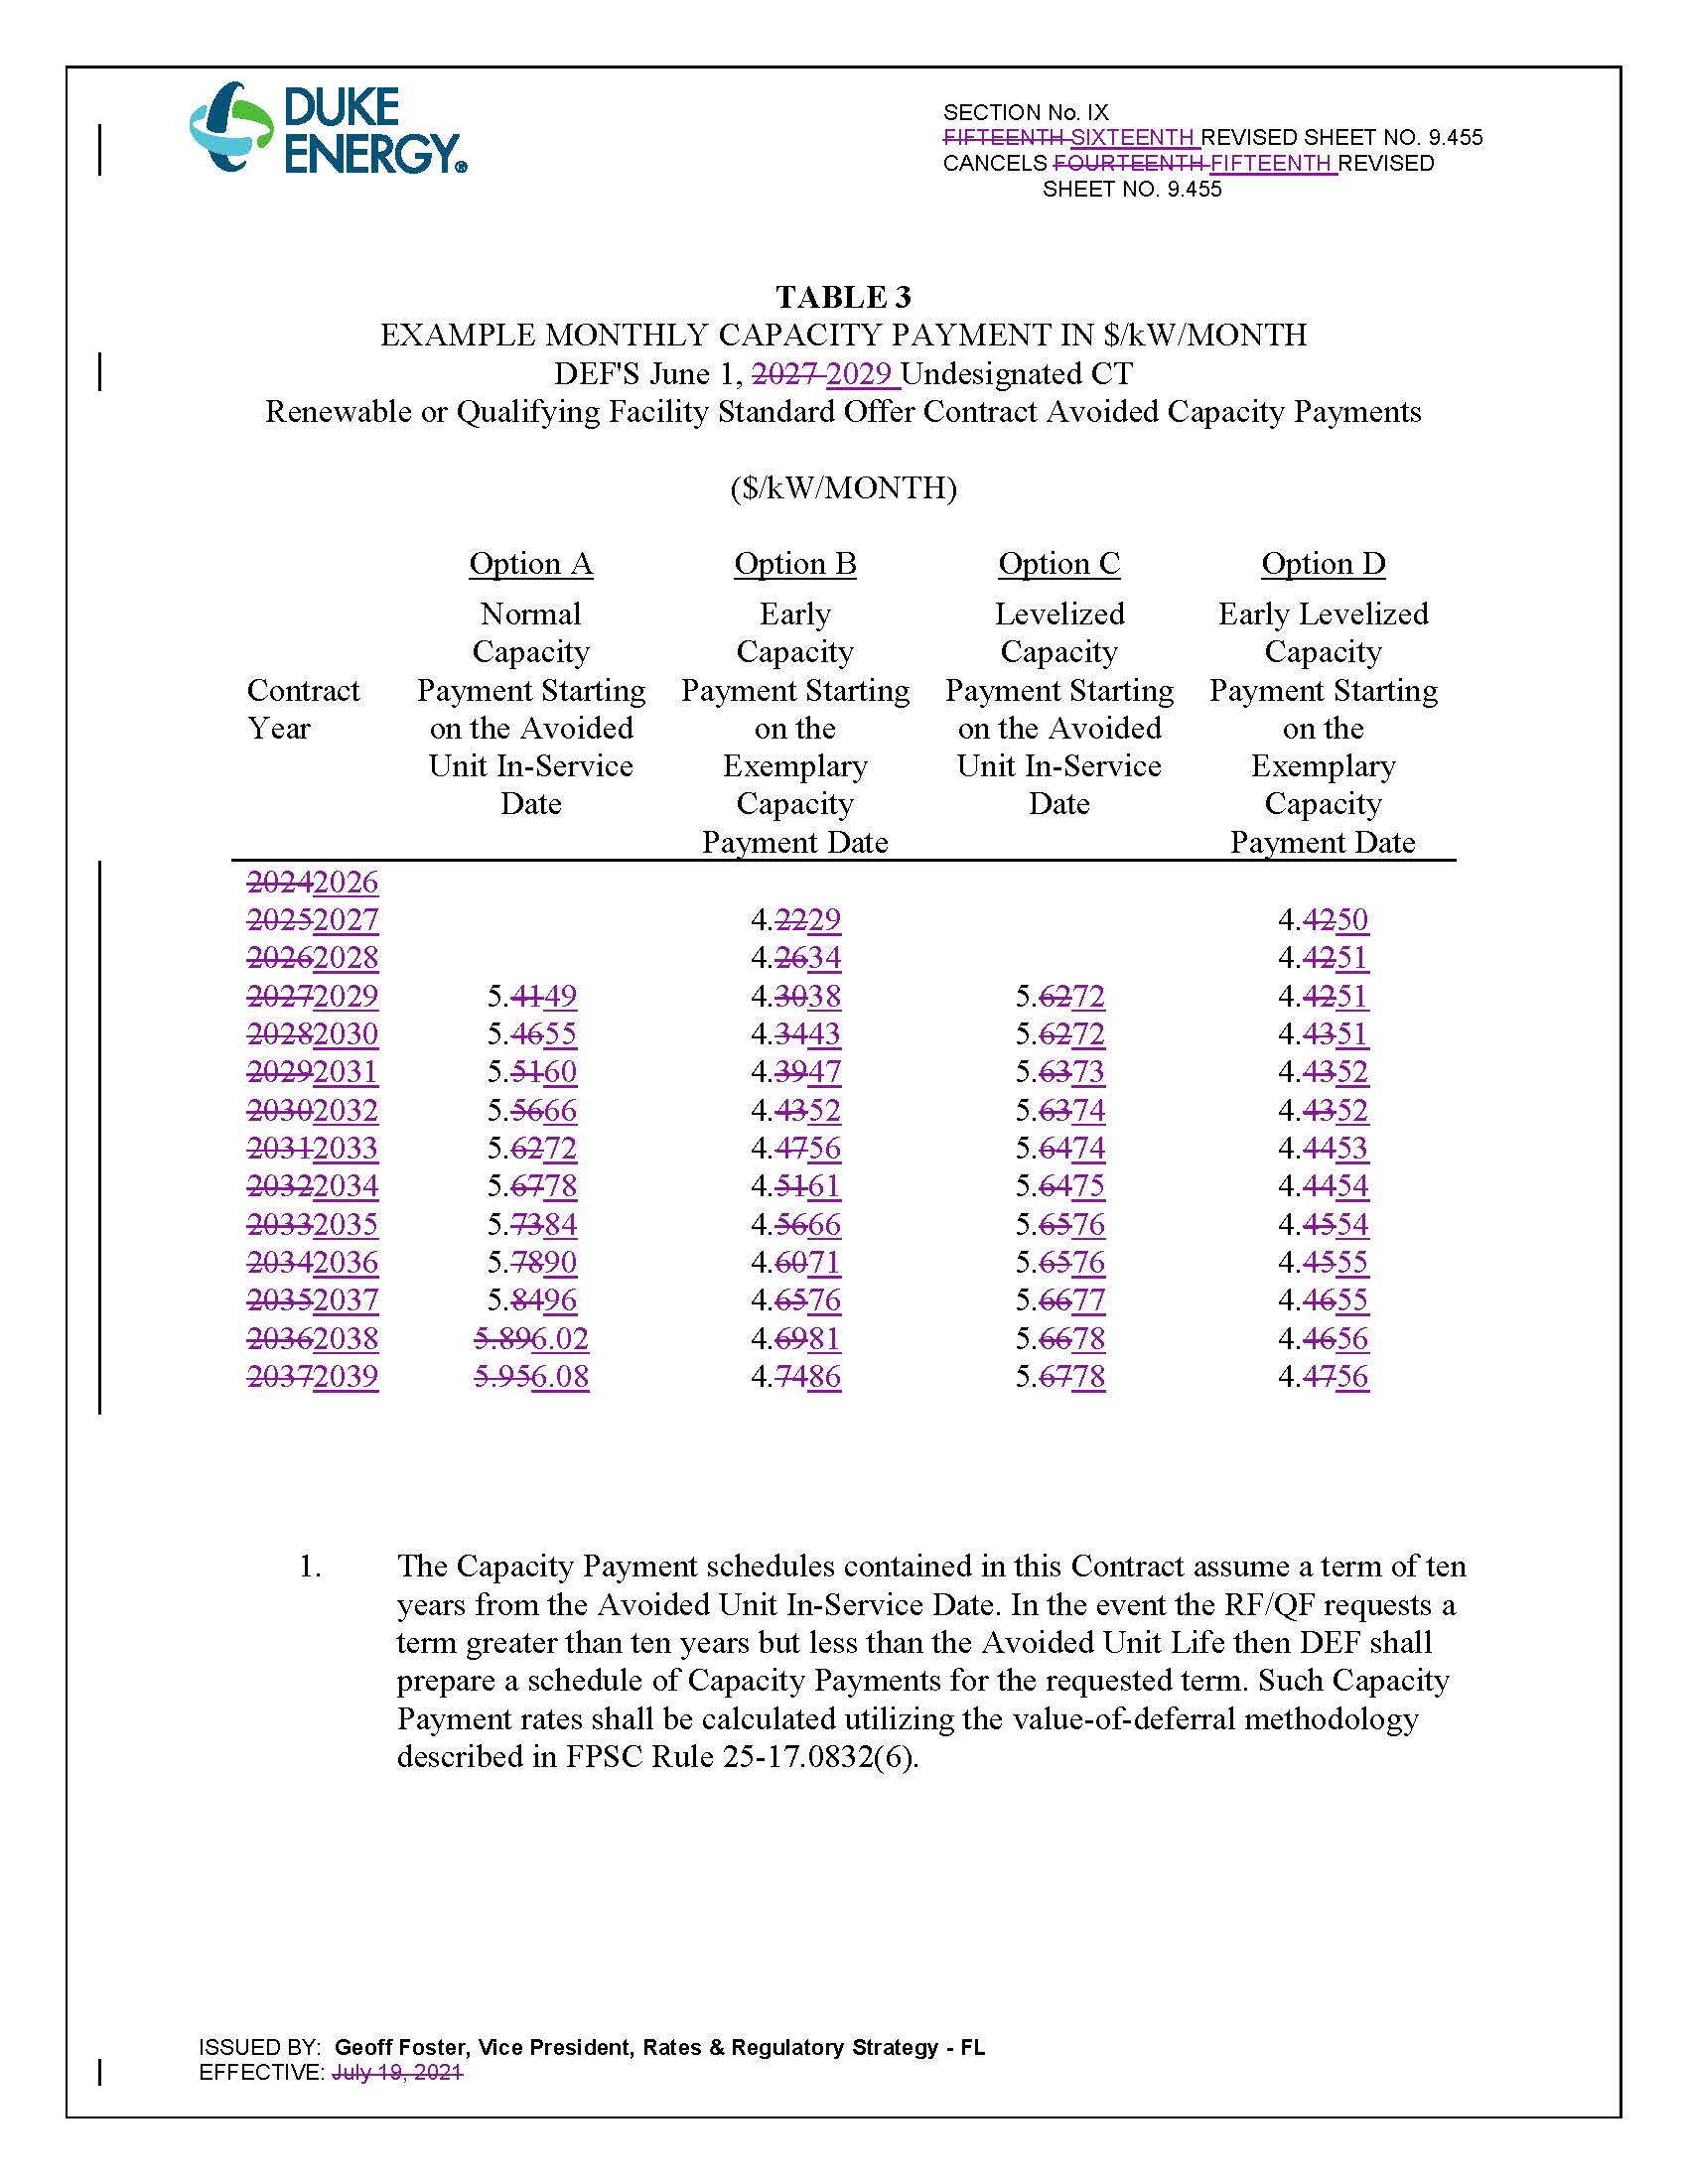 DUKE
ENERGY®
SECTION No. IX
FIFTEENTH SIXTEENTH REVISED SHEET NO. 9.455
CANCELS FOURTEENTH FIFTEENTH REVISED
SHEET NO. 9.455
TABLE 3
EXAMPLE MONTHLY CAPACITY PAYMENT IN $/kW/MONTH
DEF'S June 1, 2027 2029 Undesignated CT
Renewable or Qualifying Facility Standard Offer Contract Avoided Capacity Payments
($/kW/MONTH)
Option A Option B Option C Option D
Normal Early Levelized Early Levelized
Capacity Capacity Capacity Capacity
Contract Payment Starting Payment Starting Payment Starting Payment Starting
Year on the Avoided on the on the Avoided on the
Unit In-Service Exemplary Unit In-Service Exemplary
Date Capacity Date Capacity
Payment Date Payment Date
20242026
20252027 4.2229 4.4250
20262028 4.2634 4.4251
20272029 5.4149 4.3038 5.6272 4.4251
20282030 5.4655 4.3443 5.6272 4.4351
20292031 5.5160 4.3947 5.6373 4.4352
20302032 5.5666 4.4352 5.6374 4.4352
20312033 5.6272 4.4756 5.6474 4.4453
20322034 5.6778 4.5161 5.6475 4.4454
20332035 5.7384 4.5666 5.6576 4.4554
20342036 5.7890 4.6071 5.6576 4.4555
20352037 5.8496 4.6576 5.6677 4.4655
20362038 5.896.02 4.6981 5.6678 4.4656
20372039 5.956.08 4.7486 5.6778 4.4756
1. The Capacity Payment schedules contained in this Contract assume a term of ten
years from the Avoided Unit In-Service Date. In the event the RF/QF requests a
term greater than ten years but less than the Avoided Unit Life then DEF shall
prepare a schedule of Capacity Payments for the requested term. Such Capacity
Payment rates shall be calculated utilizing the value-of-deferral methodology
described in FPSC Rule 25-17.0832(6).
ISSUED BY: Geoff Foster, Vice President, Rates & Regulatory Strategy - FL
EFFECTIVE: July 19, 2021